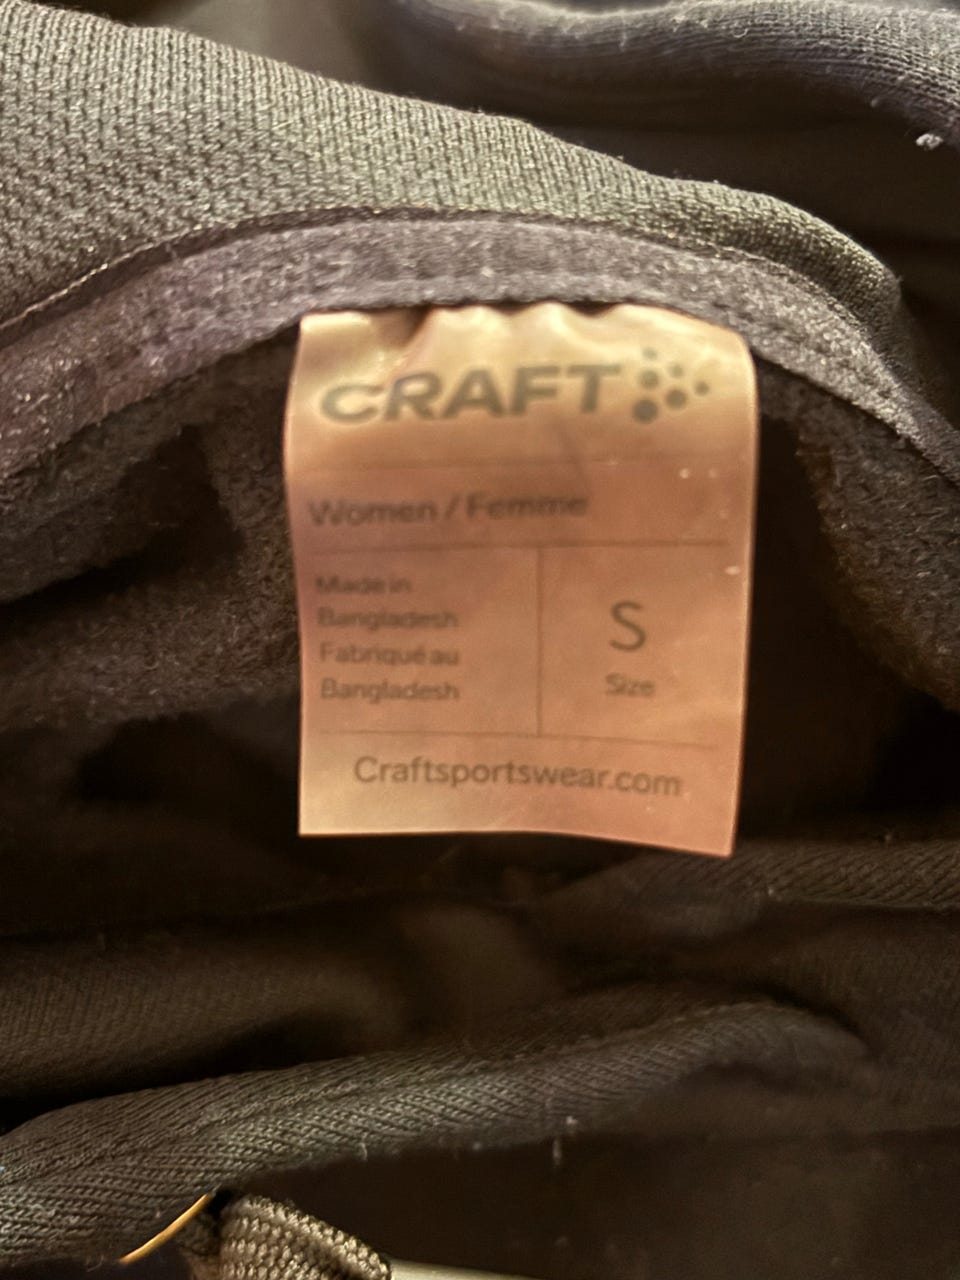 CRAFT
Women / Femme
Made in
Bangladesh
Fabriqué au
Bangladesh
S
Size
Craftsportswear.com